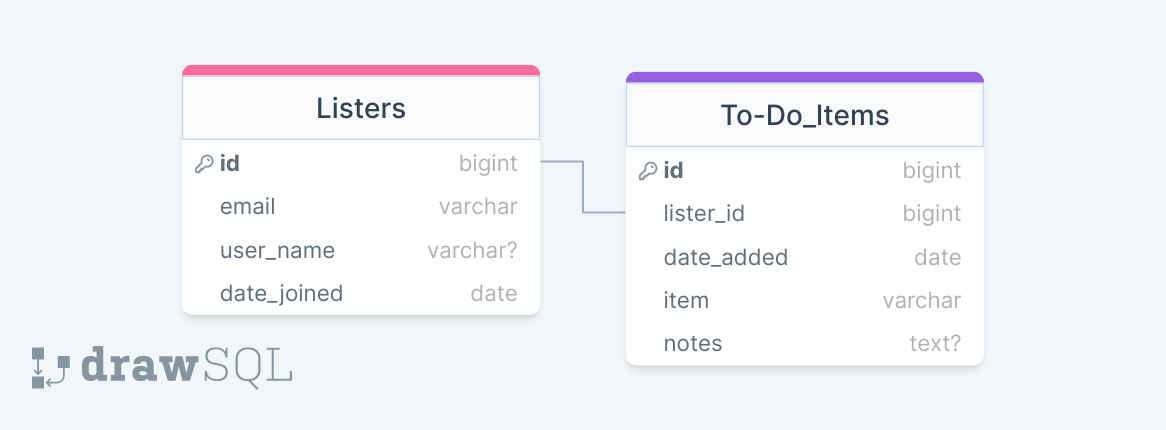 Listers
id bigint
email varchar
user_name varchar?
date_joined date
To-Do_Items
id bigint
lister_id bigint
date_added date
item varchar
notes text?
drawSQL